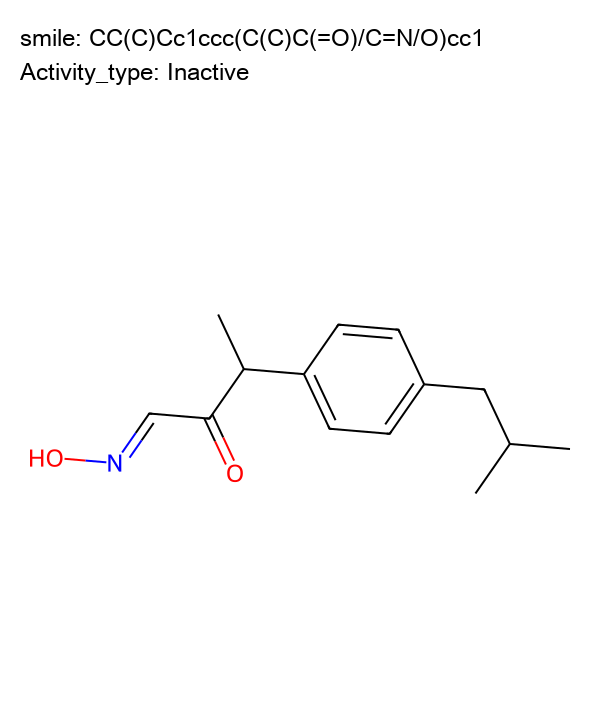 smile: CC(C)Cc1ccc(C(C)C(=O)/C=N/O)cc1
Activity_type: Inactive
HO
N
O